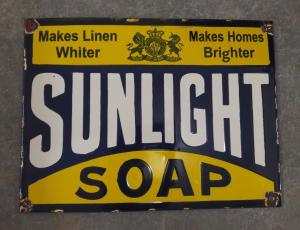 Makes Linen Makes Homes
Whiter Brighter
SUNLIGHT
SOAP